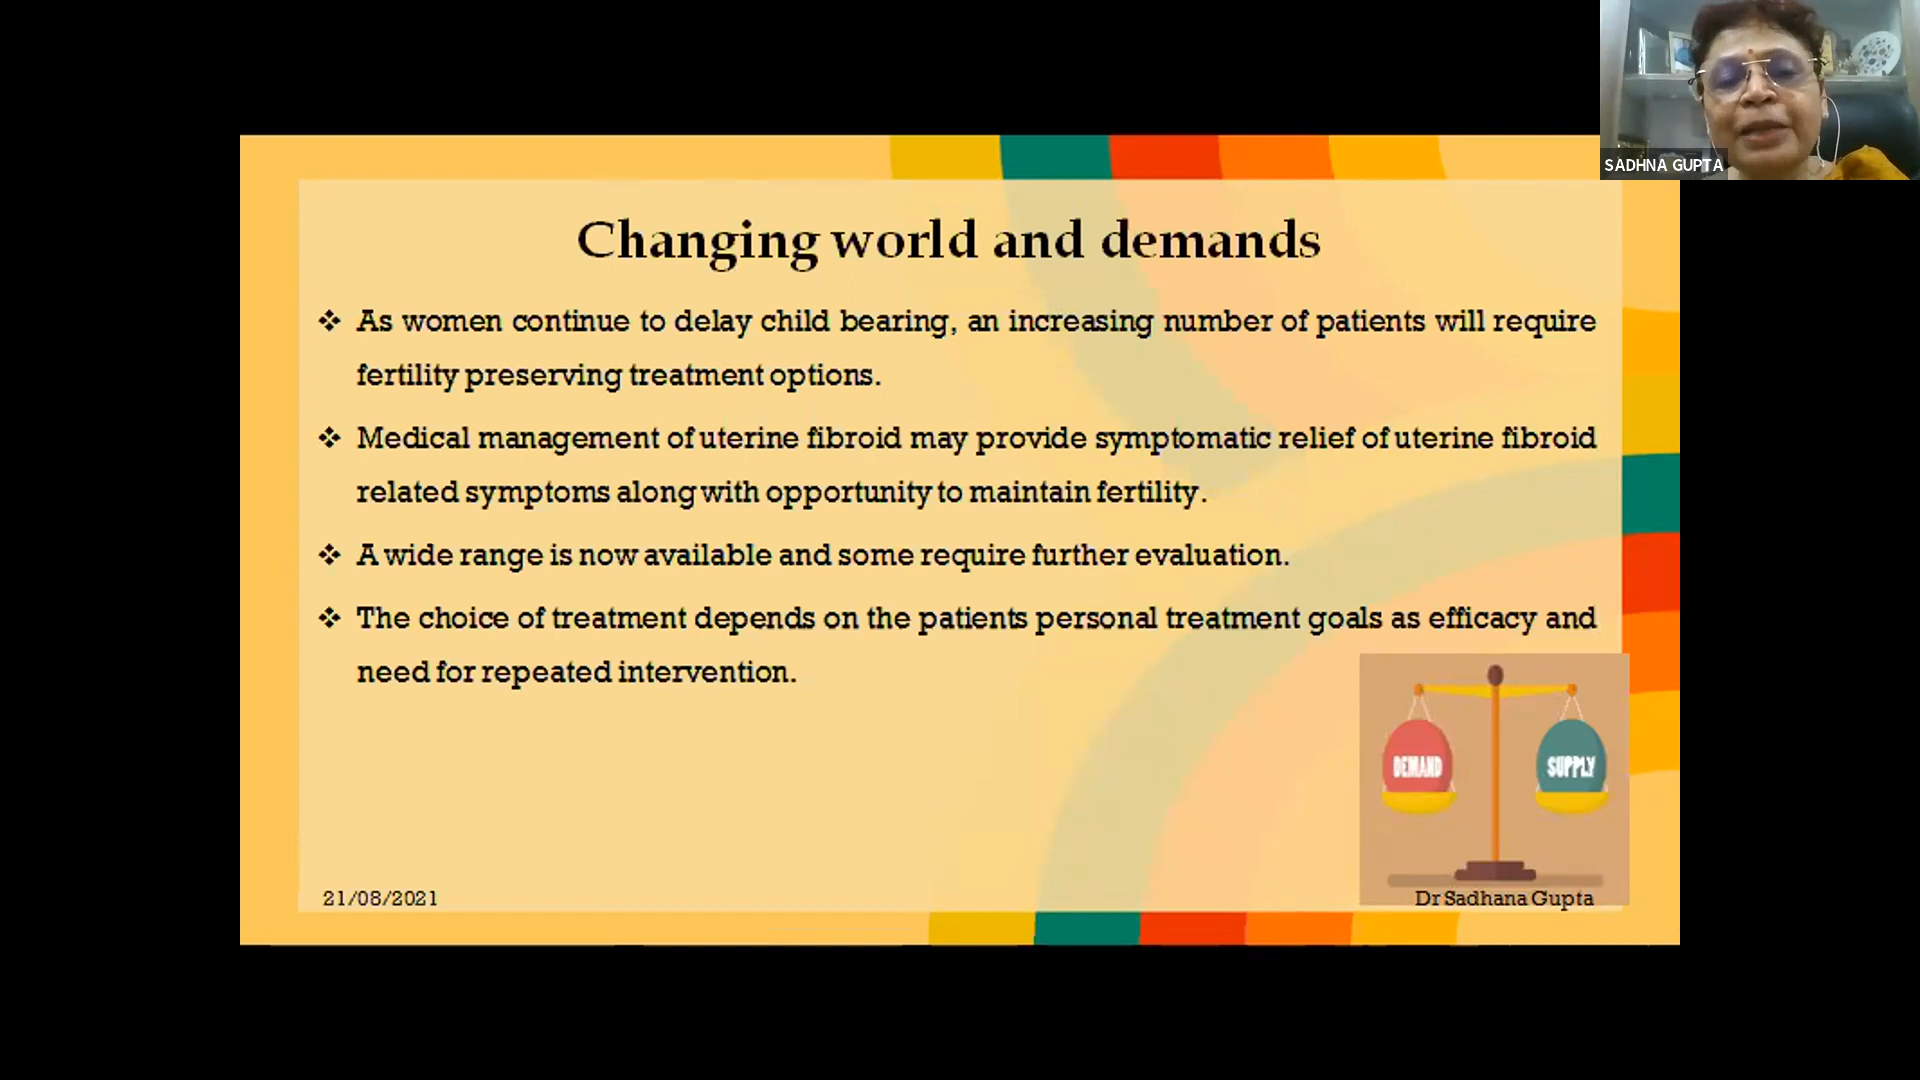 SADHNA GUPTA
Changing world and demands
❖ As women continue to delay child bearing, an increasing number of patients will require
fertility preserving treatment options.
❖ Medical management of uterine fibroid may provide symptomatic relief of uterine fibroid
related symptoms along with opportunity to maintain fertility.
❖ A wide range is now available and some require further evaluation.
❖ The choice of treatment depends on the patients personal treatment goals as efficacy and
need for repeated intervention.
DEMAND
SUPPLY
21/08/2021
Dr Sadhana Gupta